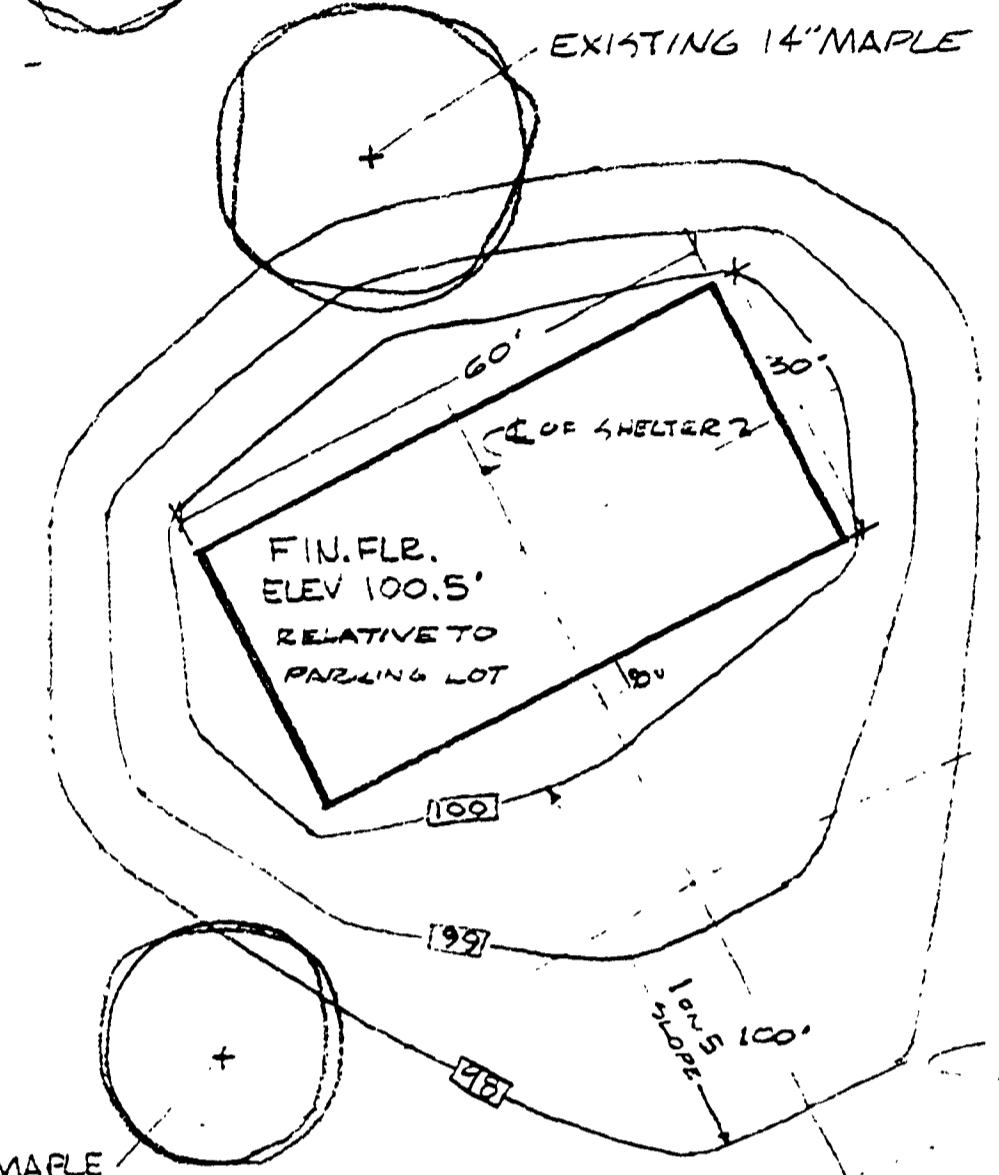 EXISTING 14" MAPLE
60'
30'
℄ OF SHELTER 2
FIN. FLR.
ELEV 100.5'
RELATIVE TO
PARKING LOT
8"
100
99
1 ON 5
SLOPE
100'
98
MAPLE